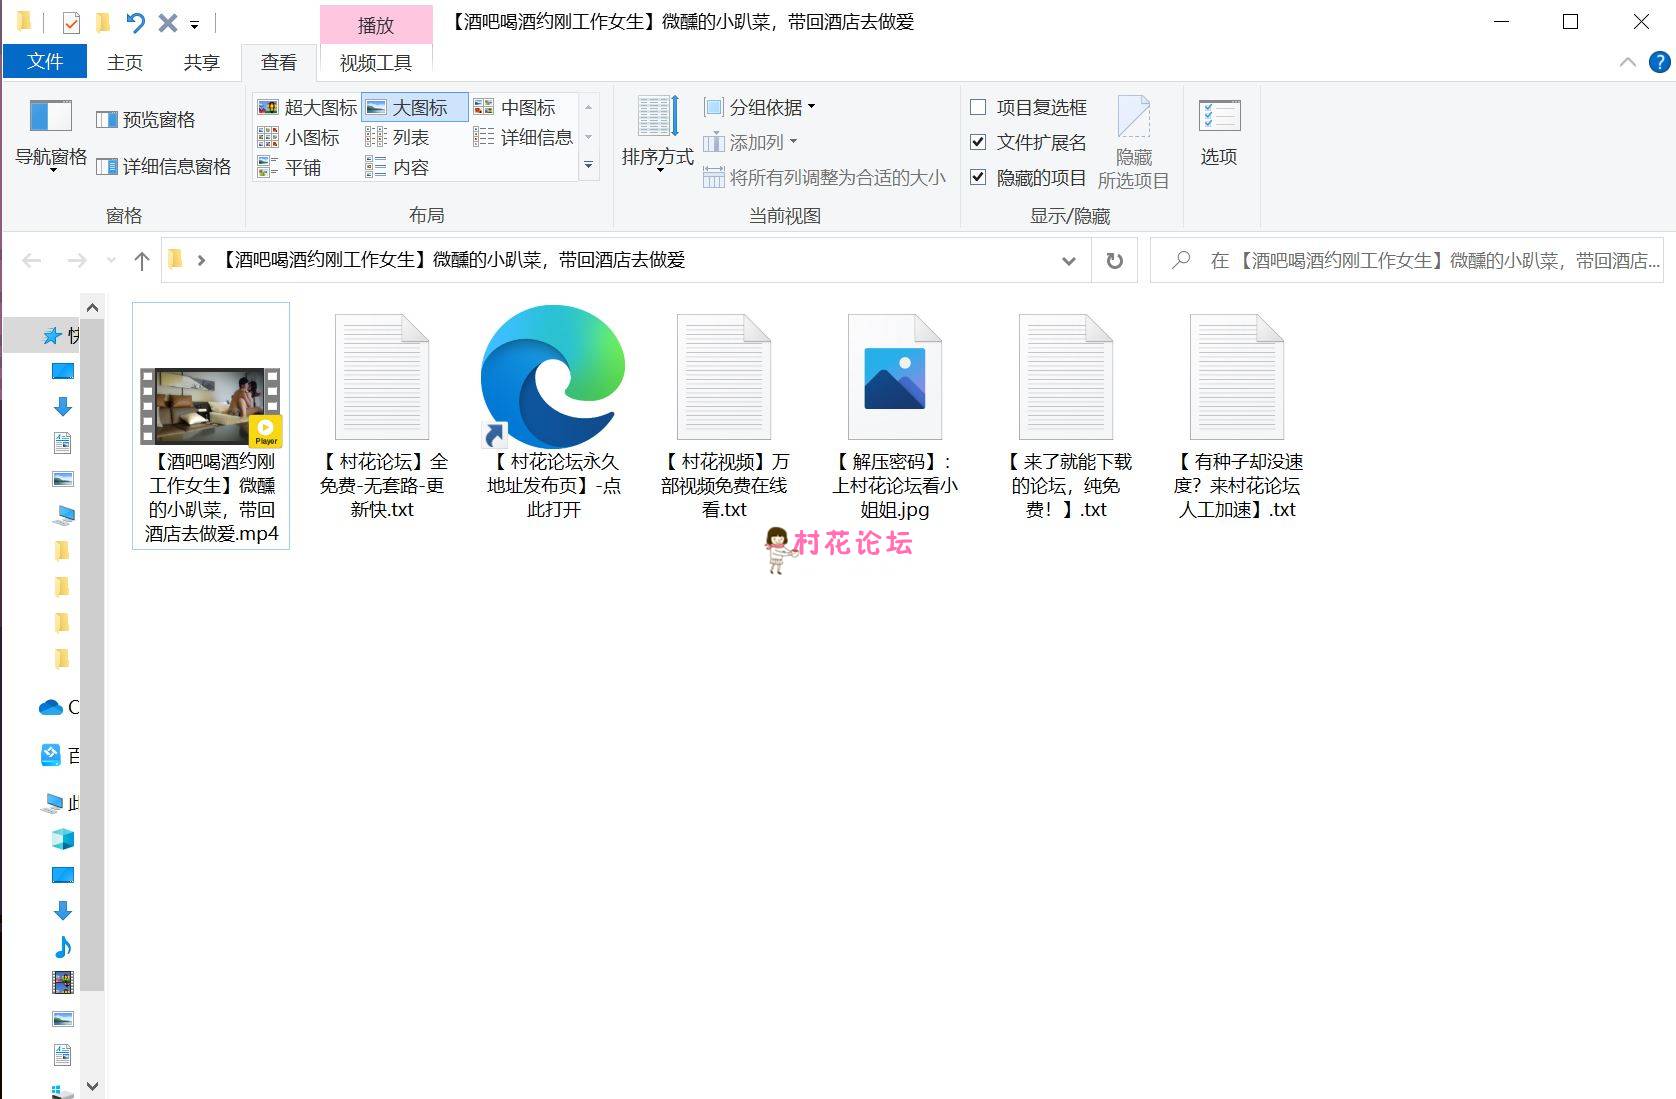 播放
【酒吧喝酒约刚工作女生】微醺的小趴菜，带回酒店去做爱
文件
主页
共享
查看
视频工具
导航窗格
预览窗格
详细信息窗格
窗格
超大图标
大图标
中图标
小图标
列表
详细信息
平铺
内容
布局
排序方式
分组依据
添加列
将所有列调整为合适的大小
当前视图
项目复选框
文件扩展名
隐藏的项目
隐藏
所选项目
显示/隐藏
选项
【酒吧喝酒约刚工作女生】微醺的小趴菜，带回酒店去做爱
在 【酒吧喝酒约刚工作女生】微醺的小趴菜，带回酒店...
快
C
百
此
Player
【酒吧喝酒约刚
工作女生】微醺
的小趴菜，带回
酒店去做爱.mp4
【 村花论坛】全
免费-无套路-更
新快.txt
【 村花论坛永久
地址发布页】-点
此打开
【 村花视频】万
部视频免费在线
看.txt
【 解压密码】：
上村花论坛看小
姐姐.jpg
【 来了就能下载
的论坛，纯免
费！】.txt
【 有种子却没速
度？来村花论坛
人工加速】.txt
村花论坛